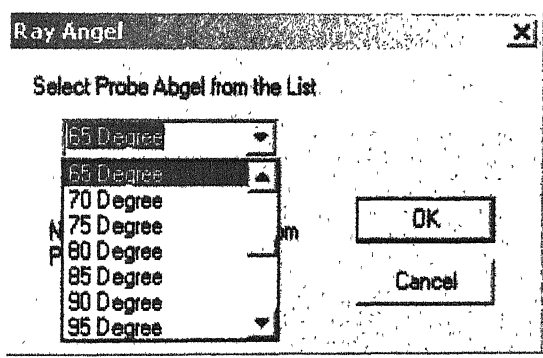 Ray Angel
Select Probe Abgel from the List
65 Degree
65 Degree
70 Degree
75 Degree
80 Degree
85 Degree
90 Degree
95 Degree
OK
Cancel